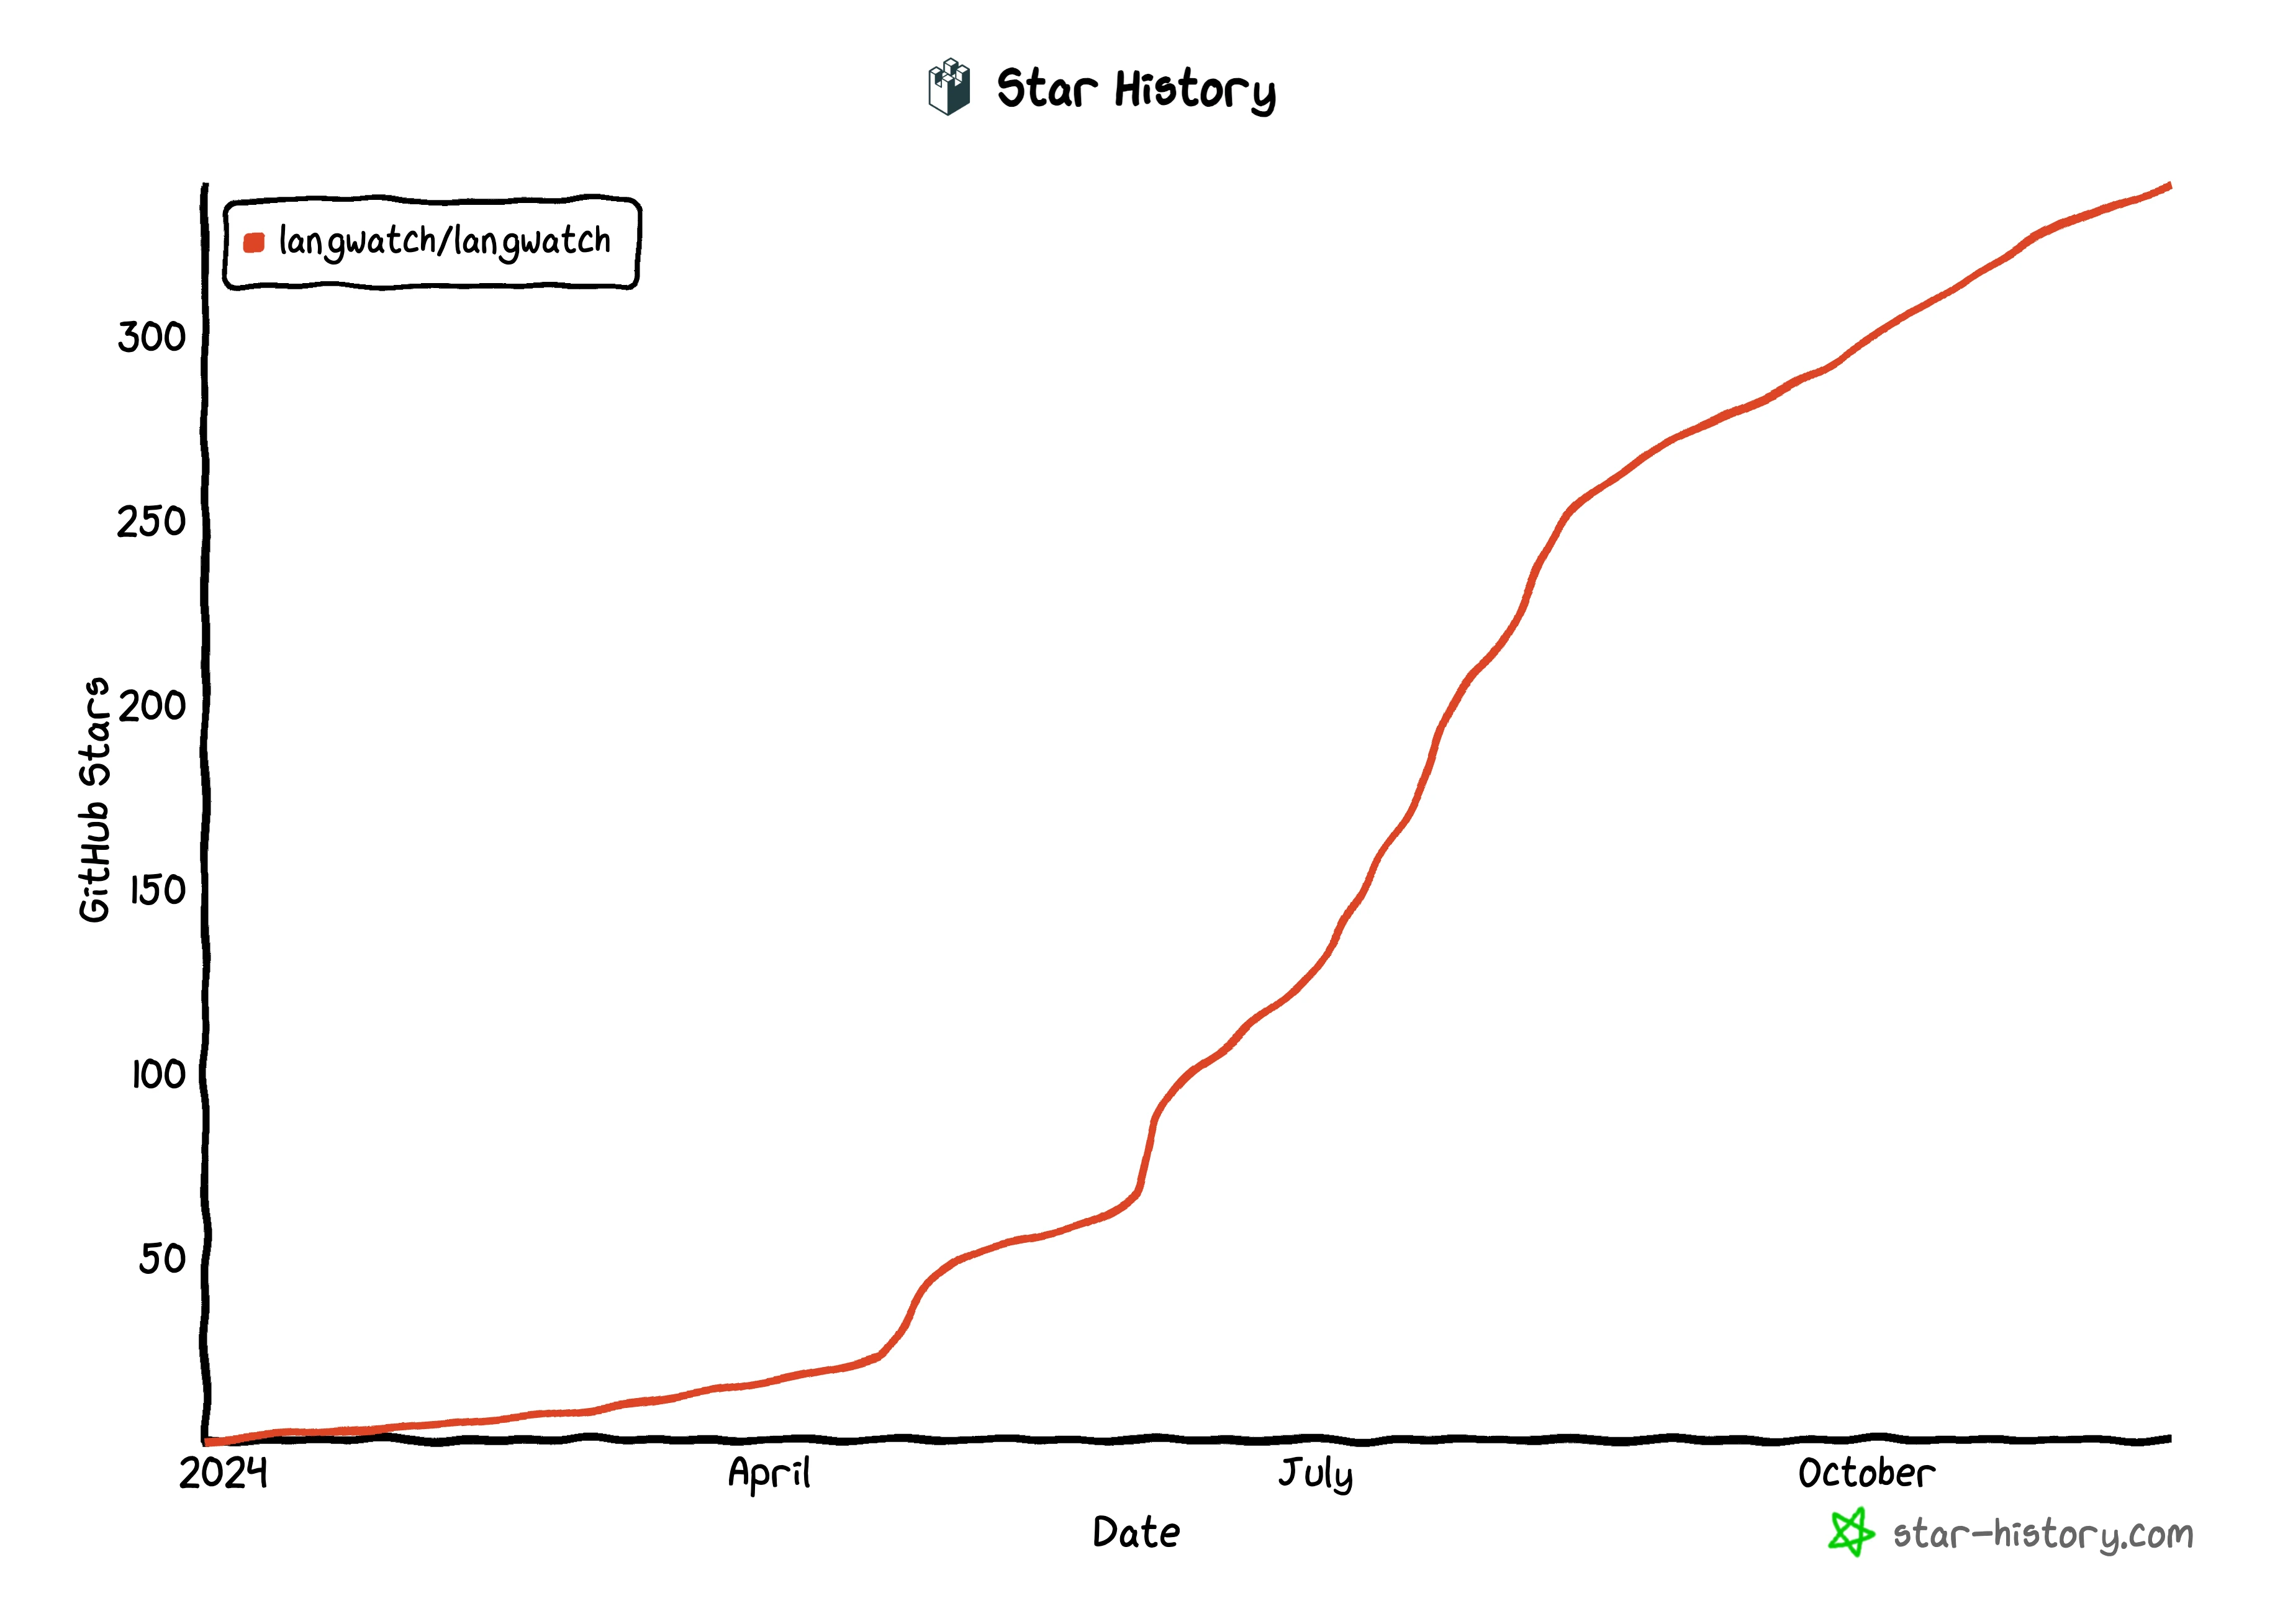 Star History
langwatch/langwatch
300
250
200
150
100
50
GitHub Stars
2024
April
July
October
Date
star-history.com